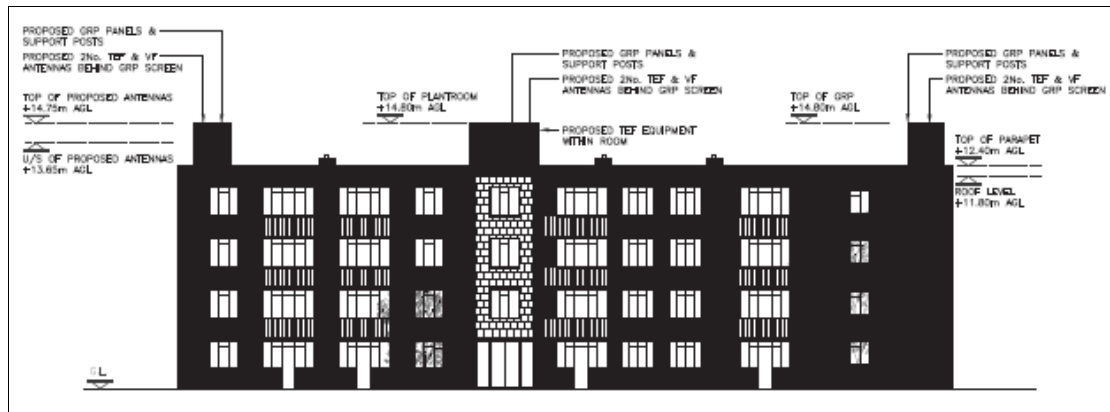 PROPOSED GRP PANELS &
SUPPORT POSTS
PROPOSED 2No. TEF & VF
ANTENNAS BEHIND GRP SCREEN
TOP OF PROPOSED ANTENNAS
+14.75m AGL
U/S OF PROPOSED ANTENNAS
+13.65m AGL
TOP OF PLANTROOM
+14.80m AGL
PROPOSED GRP PANELS &
SUPPORT POSTS
PROPOSED 2No. TEF & VF
ANTENNAS BEHIND GRP SCREEN
PROPOSED TEF EQUIPMENT
WITHIN ROOM
TOP OF GRP
+14.80m AGL
PROPOSED GRP PANELS &
SUPPORT POSTS
PROPOSED 2No. TEF & VF
ANTENNAS BEHIND GRP SCREEN
TOP OF PARAPET
+12.40m AGL
ROOF LEVEL
+11.80m AGL
GL